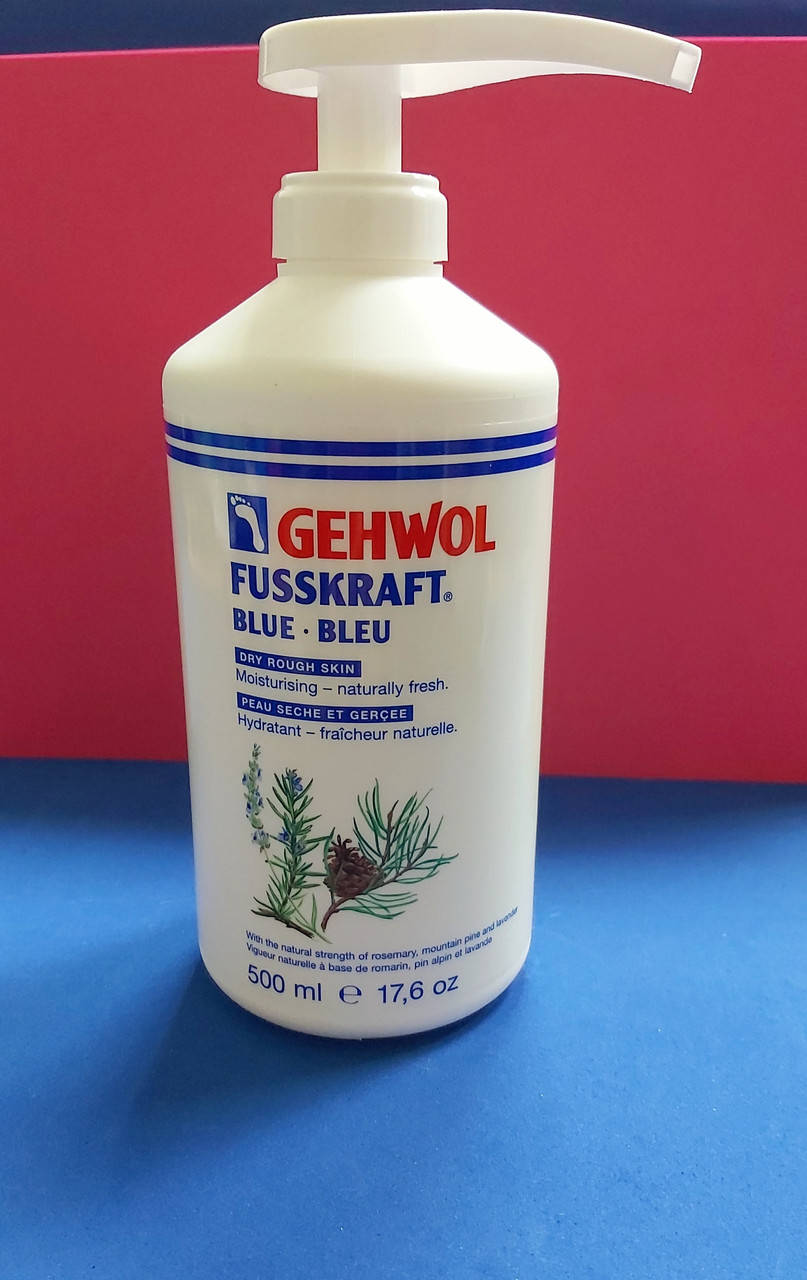 GEHWOL
FUSSKRAFT®
BLUE · BLEU
DRY ROUGH SKIN
Moisturising – naturally fresh.
PEAU SECHE ET GERÇEE
Hydratant – fraîcheur naturelle.
With the natural strength of rosemary, mountain pine and lavender
Vigueur naturelle à base de romarin, pin alpin et lavande
500 ml ℮ 17,6 oz